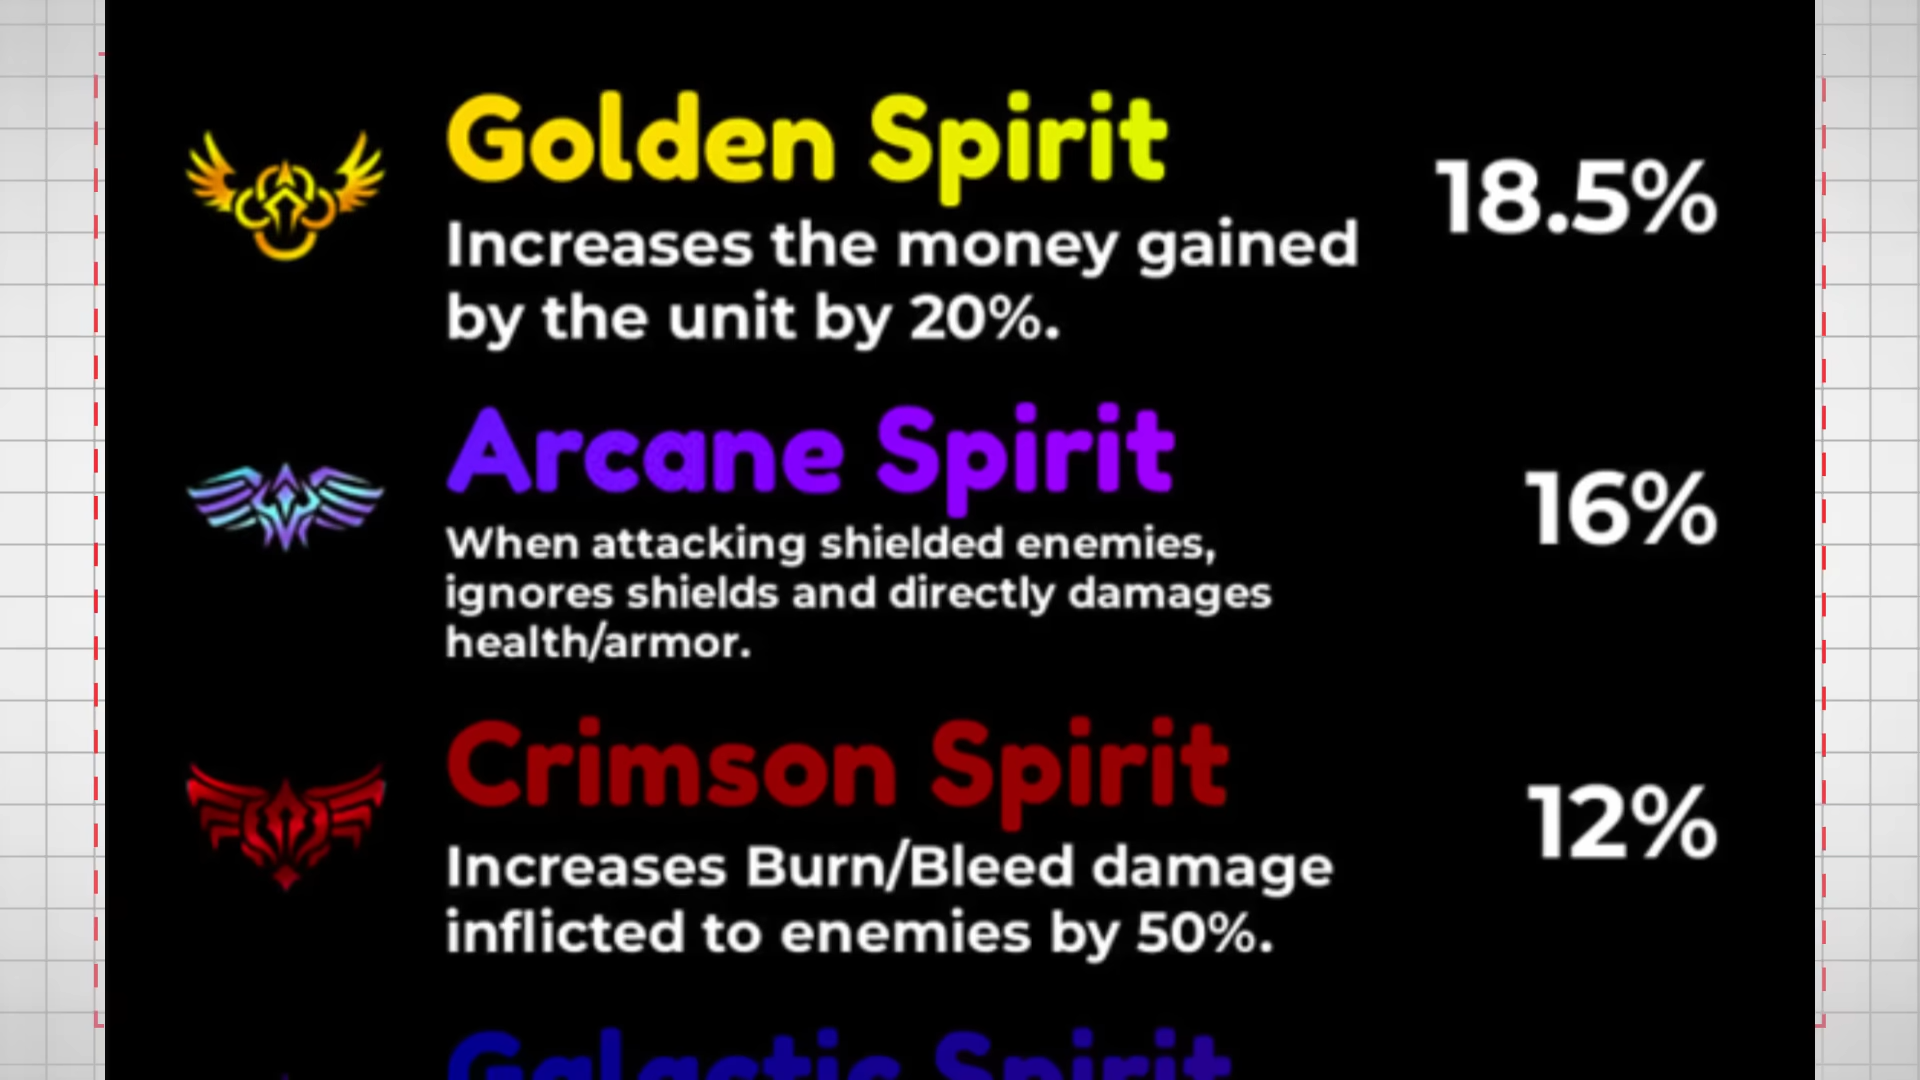 Golden Spirit
18.5%
Increases the money gained
by the unit by 20%.
Arcane Spirit
16%
When attacking shielded enemies,
ignores shields and directly damages
health/armor.
Crimson Spirit
12%
Increases Burn/Bleed damage
inflicted to enemies by 50%.
Galactic Spirit